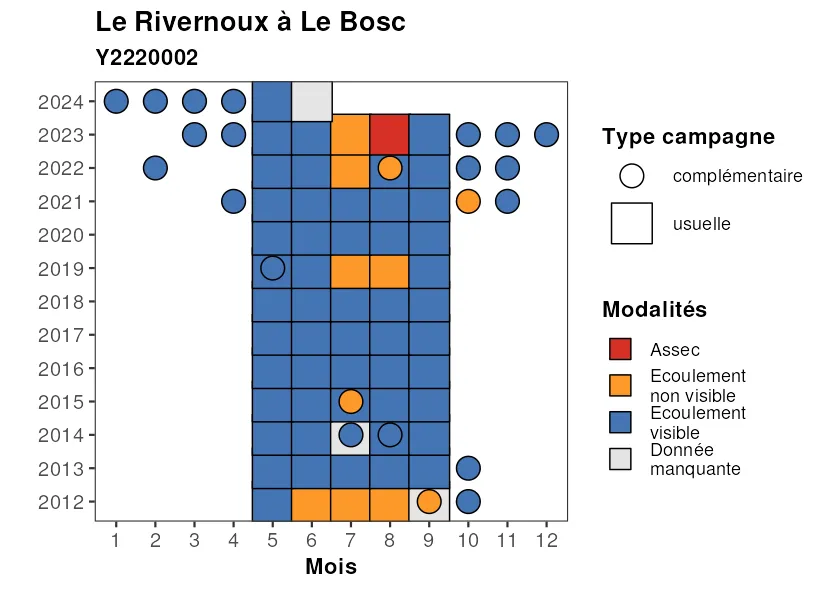 Le Rivernoux à Le Bosc
Y2220002
2024
2023
2022
2021
2020
2019
2018
2017
2016
2015
2014
2013
2012
1 2 3 4 5 6 7 8 9 10 11 12
Mois
Type campagne
complémentaire
usuelle
Modalités
Assec
Ecoulement
non visible
Ecoulement
visible
Donnée
manquante